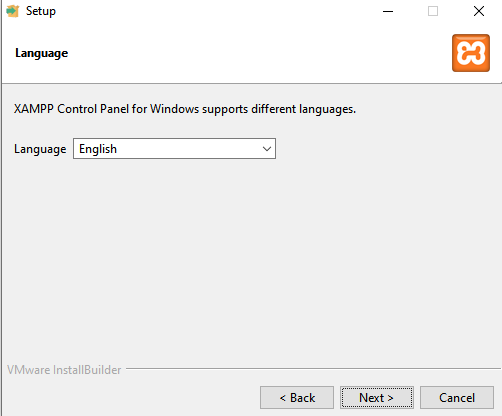 Setup
Language
XAMPP Control Panel for Windows supports different languages.
Language English
VMware InstallBuilder
< Back Next > Cancel